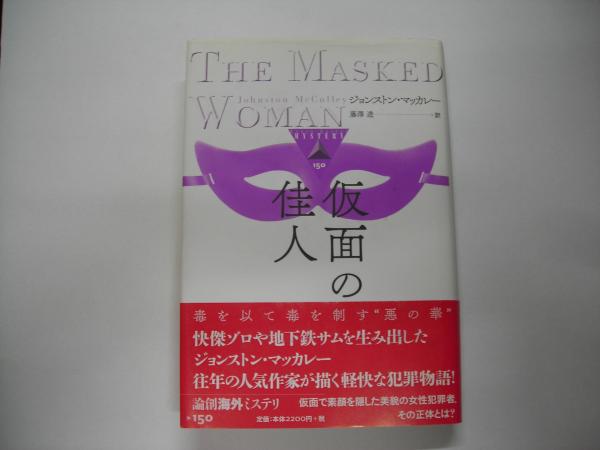 THE MASKED
WOMAN
Johnston McCulley
ジョンストン・マッカレー
藤澤 透 訳
MYSTERY
150
仮面の
佳人
毒を以て毒を制す“悪の華”
快傑ゾロや地下鉄サムを生み出した
ジョンストン・マッカレー
往年の人気作家が描く軽快な犯罪物語!
論創海外ミステリ
150
仮面で素顔を隠した美貌の女性犯罪者、
その正体とは?
定価:本体2200円+税